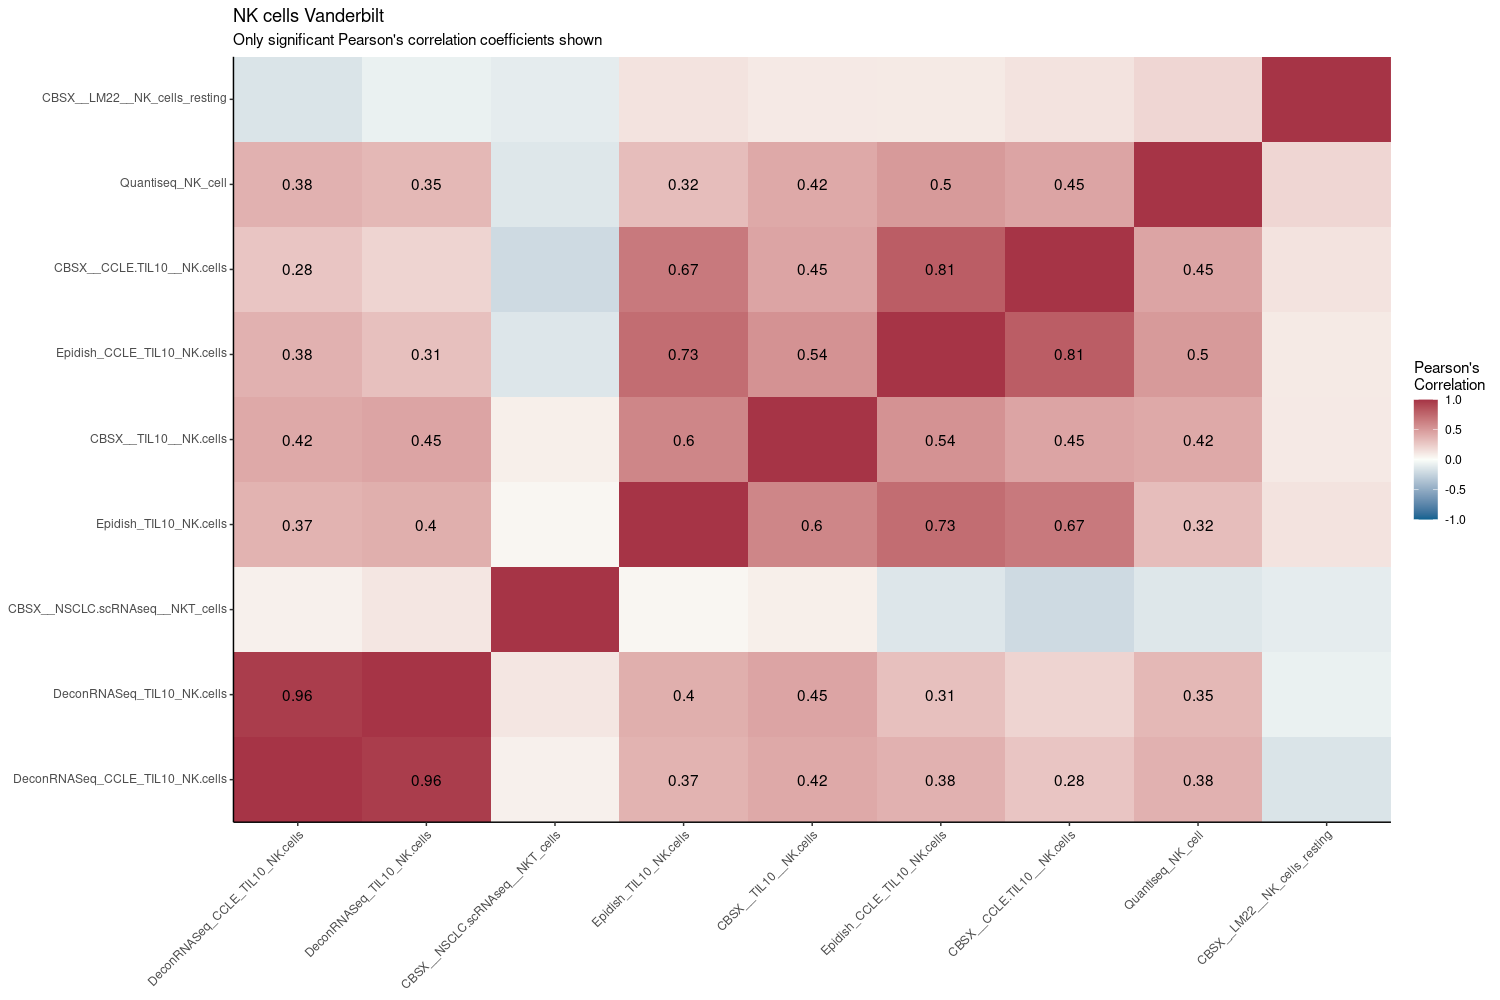 NK cells Vanderbilt
Only significant Pearson's correlation coefficients shown
CBSX__LM22__NK_cells_resting
Quantiseq_NK_cell 0.38 0.35 0.32 0.42 0.5 0.45
CBSX__CCLE.TIL10__NK.cells 0.28 0.67 0.45 0.81 0.45
Epidish_CCLE_TIL10_NK.cells 0.38 0.31 0.73 0.54 0.81 0.5
CBSX__TIL10__NK.cells 0.42 0.45 0.6 0.54 0.45 0.42
Epidish_TIL10_NK.cells 0.37 0.4 0.6 0.73 0.67 0.32
CBSX__NSCLC.scRNAseq__NKT_cells
DeconRNASeq_TIL10_NK.cells 0.96 0.4 0.45 0.31 0.35
DeconRNASeq_CCLE_TIL10_NK.cells 0.96 0.37 0.42 0.38 0.28 0.38
DeconRNASeq_CCLE_TIL10_NK.cells
DeconRNASeq_TIL10_NK.cells
CBSX__NSCLC.scRNAseq__NKT_cells
Epidish_TIL10_NK.cells
CBSX__TIL10__NK.cells
Epidish_CCLE_TIL10_NK.cells
CBSX__CCLE.TIL10__NK.cells
Quantiseq_NK_cell
CBSX__LM22__NK_cells_resting
Pearson's
Correlation
1.0
0.5
0.0
-0.5
-1.0